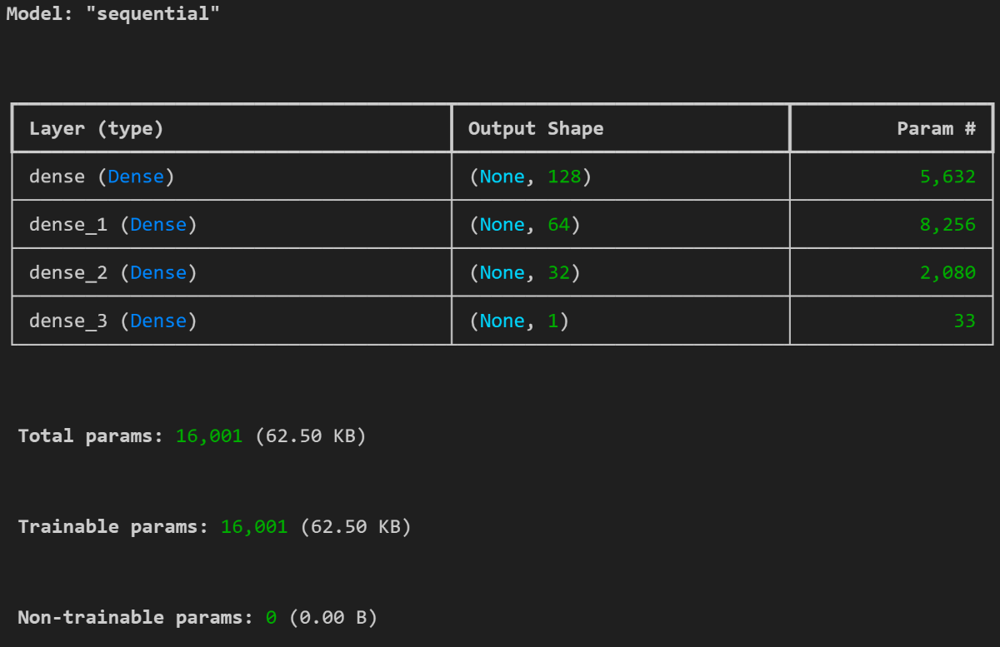 Model: "sequential"
Layer (type) Output Shape Param #
dense (Dense) (None, 128) 5,632
dense_1 (Dense) (None, 64) 8,256
dense_2 (Dense) (None, 32) 2,080
dense_3 (Dense) (None, 1) 33
Total params: 16,001 (62.50 KB)
Trainable params: 16,001 (62.50 KB)
Non-trainable params: 0 (0.00 B)